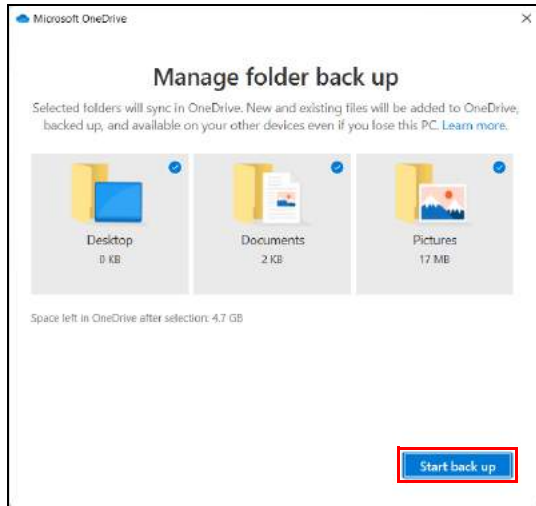 Microsoft OneDrive
Manage folder back up
Selected folders will sync in OneDrive. New and existing files will be added to OneDrive,
backed up, and available on your other devices even if you lose this PC. Learn more.
Desktop
0 KB
Documents
2 KB
Pictures
17 MB
Space left in OneDrive after selection: 4.7 GB
Start back up